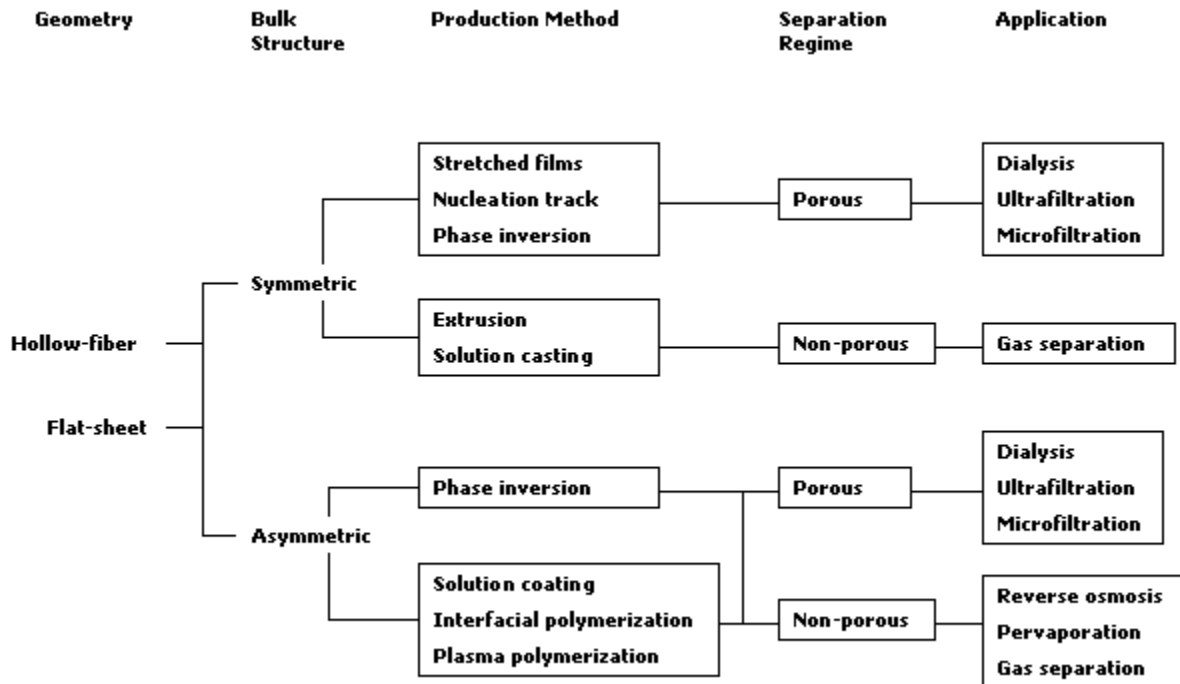 Geometry
Bulk
Structure
Production Method
Separation
Regime
Application
Stretched films
Nucleation track
Phase inversion
Porous
Dialysis
Ultrafiltration
Microfiltration
Symmetric
Extrusion
Solution casting
Non-porous
Gas separation
Hollow-fiber
Flat-sheet
Phase inversion
Porous
Dialysis
Ultrafiltration
Microfiltration
Asymmetric
Solution coating
Interfacial polymerization
Plasma polymerization
Non-porous
Reverse osmosis
Pervaporation
Gas separation